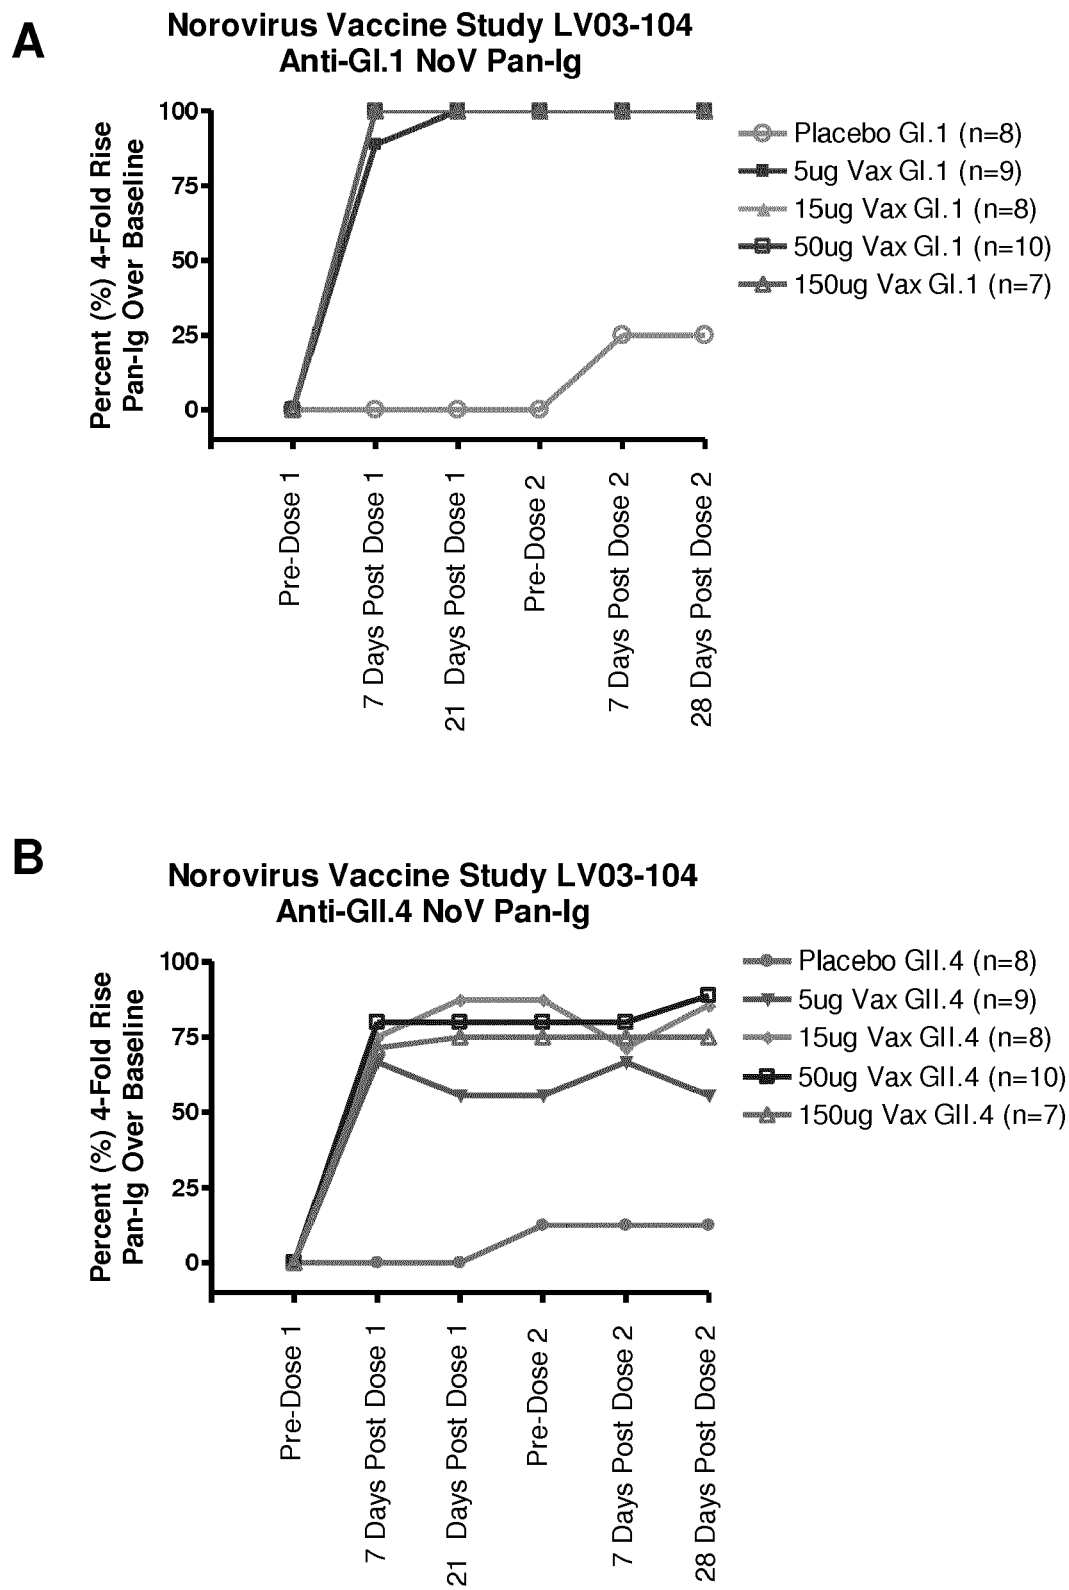 A
Norovirus Vaccine Study LV03-104
Anti-GI.1 NoV Pan-Ig
Percent (%) 4-Fold Rise
Pan-Ig Over Baseline
100
75
50
25
0
Pre-Dose 1
7 Days Post Dose 1
21 Days Post Dose 1
Pre-Dose 2
7 Days Post Dose 2
28 Days Post Dose 2
Placebo GI.1 (n=8)
5ug Vax GI.1 (n=9)
15ug Vax GI.1 (n=8)
50ug Vax GI.1 (n=10)
150ug Vax GI.1 (n=7)
B
Norovirus Vaccine Study LV03-104
Anti-GII.4 NoV Pan-Ig
Percent (%) 4-Fold Rise
Pan-Ig Over Baseline
100
75
50
25
0
Pre-Dose 1
7 Days Post Dose 1
21 Days Post Dose 1
Pre-Dose 2
7 Days Post Dose 2
28 Days Post Dose 2
Placebo GII.4 (n=8)
5ug Vax GII.4 (n=9)
15ug Vax GII.4 (n=8)
50ug Vax GII.4 (n=10)
150ug Vax GII.4 (n=7)